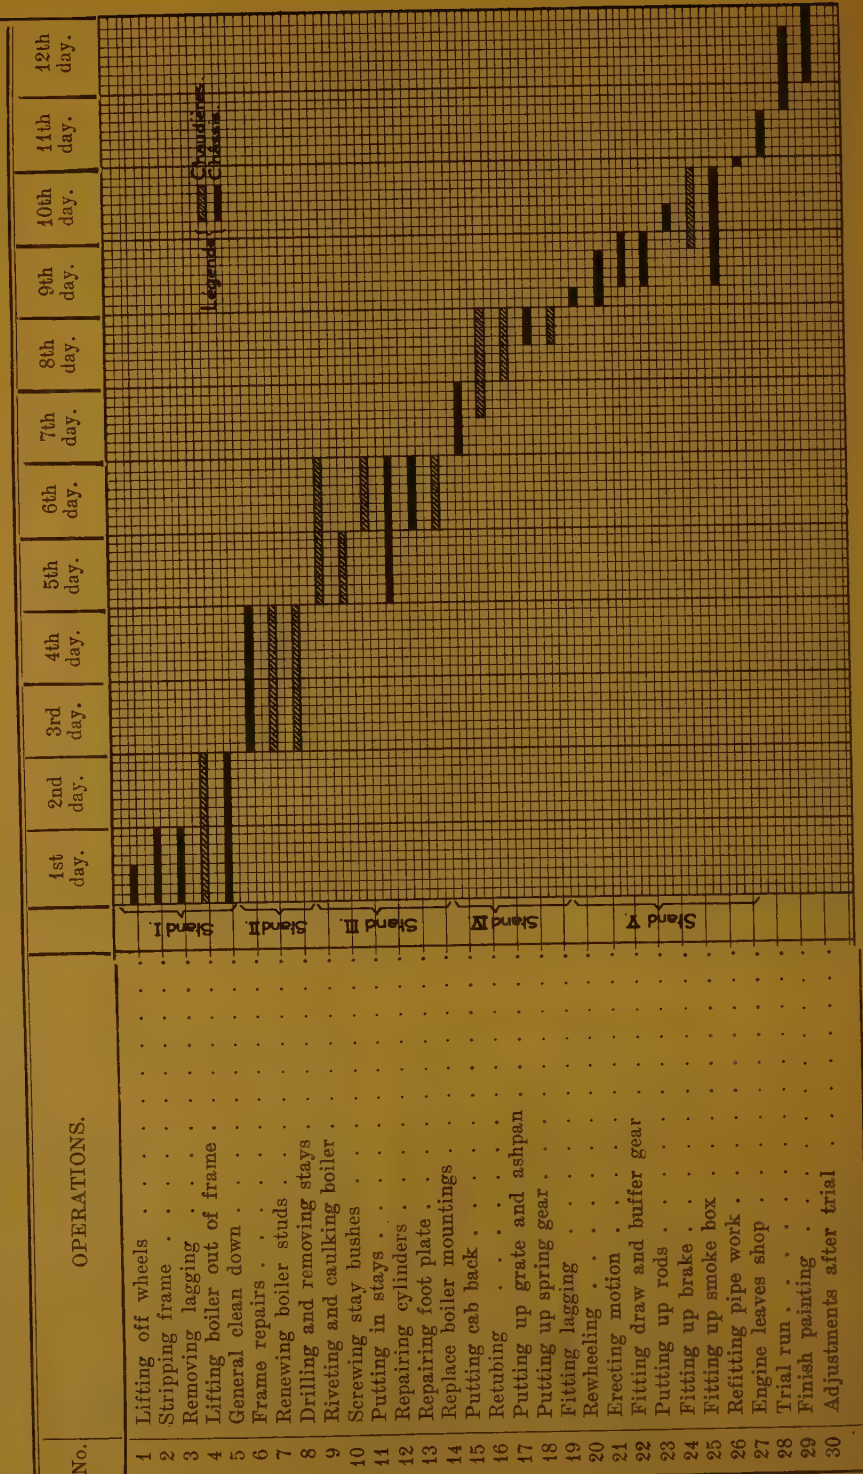 No. OPERATIONS. 1st day. 2nd day. 3rd day. 4th day. 5th day. 6th day. 7th day. 8th day. 9th day. 10th day. 11th day. 12th day.
1 Lifting off wheels
2 Stripping frame
3 Removing lagging
4 Lifting boiler out of frame
5 General clean down
6 Frame repairs
7 Renewing boiler studs
8 Drilling and removing stays
9 Riveting and caulking boiler
10 Screwing stay bushes
11 Putting in stays
12 Repairing cylinders
13 Repairing foot plate
14 Replace boiler mountings
15 Putting cab back
16 Retubing
17 Putting up grate and ashpan
18 Putting up spring gear
19 Fitting lagging
20 Rewheeling
21 Erecting motion
22 Fitting draw and buffer gear
23 Putting up rods
24 Fitting up brake
25 Fitting up smoke box
26 Refitting pipe work
27 Engine leaves shop
28 Trial run
29 Finish painting
30 Adjustments after trial
Stand I.
Stand II
Stand III.
Stand IV
Stand V.
Légende
Chaudières.
Châssis.